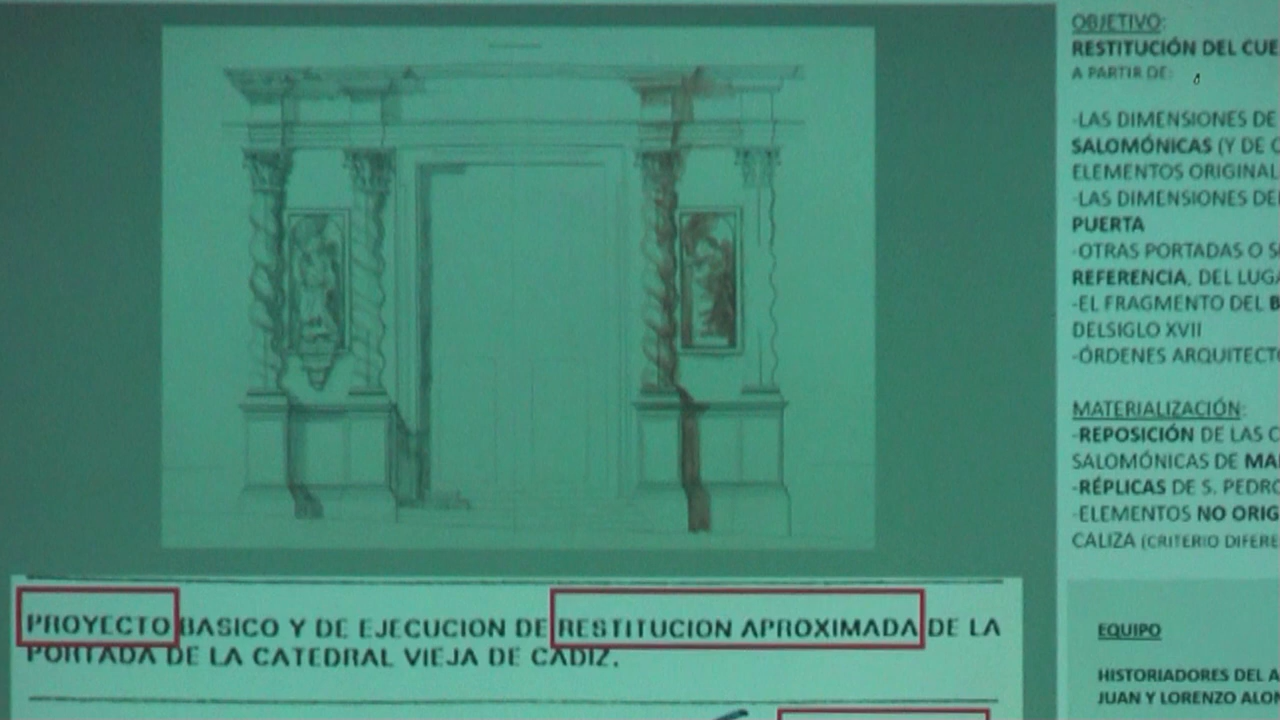 PROYECTO BASICO Y DE EJECUCION DE RESTITUCION APROXIMADA DE LA
PORTADA DE LA CATEDRAL VIEJA DE CADIZ.
OBJETIVO:
RESTITUCIÓN DEL CUE
A PARTIR DE:
-LAS DIMENSIONES DE
SALOMÓNICAS (Y DE
ELEMENTOS ORIGINAL
-LAS DIMENSIONES DE
PUERTA
-OTRAS PORTADAS O
REFERENCIA, DEL LUGA
-EL FRAGMENTO DEL
DELSIGLO XVII
-ÓRDENES ARQUITECT
MATERIALIZACIÓN:
-REPOSICIÓN DE LAS C
SALOMÓNICAS DE MA
-RÉPLICAS DE S. PEDRO
-ELEMENTOS NO ORIG
CALIZA (CRITERIO DIFERE
EQUIPO
HISTORIADORES DEL A
JUAN Y LORENZO ALON